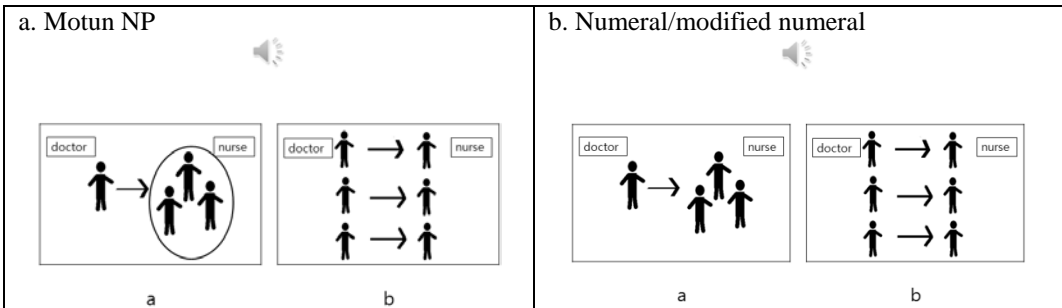 a. Motun NP
doctor
nurse
doctor
nurse
a
b
b. Numeral/modified numeral
doctor
nurse
doctor
nurse
a
b